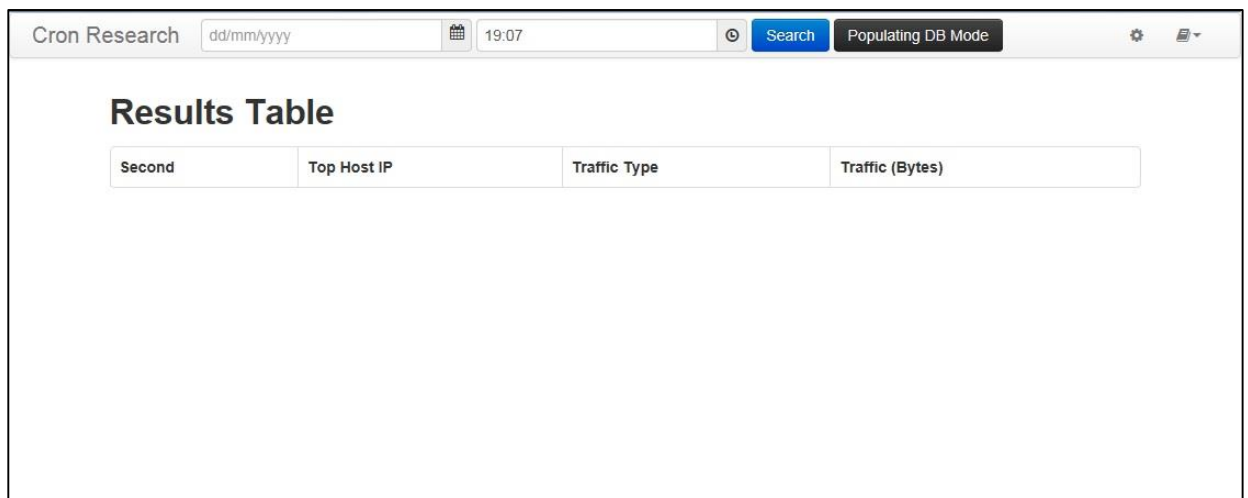 Cron Research dd/mm/yyyy 19:07 Search Populating DB Mode
Results Table
Second Top Host IP Traffic Type Traffic (Bytes)